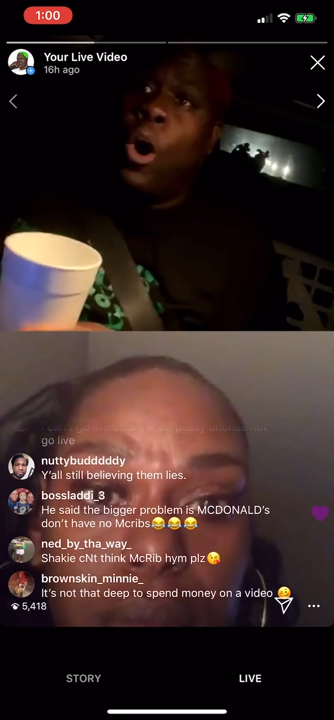 1:00
Your Live Video
16h ago
go live
nuttybudddddy
Y'all still believing them lies.
bossladdi_3
He said the bigger problem is MCDONALD's
don't have no Mcribs😂😂😂
ned_by_tha_way_
Shakie cNt think McRib hym plz😘
brownskin_minnie_
It's not that deep to spend money on a video
5,418
STORY
LIVE